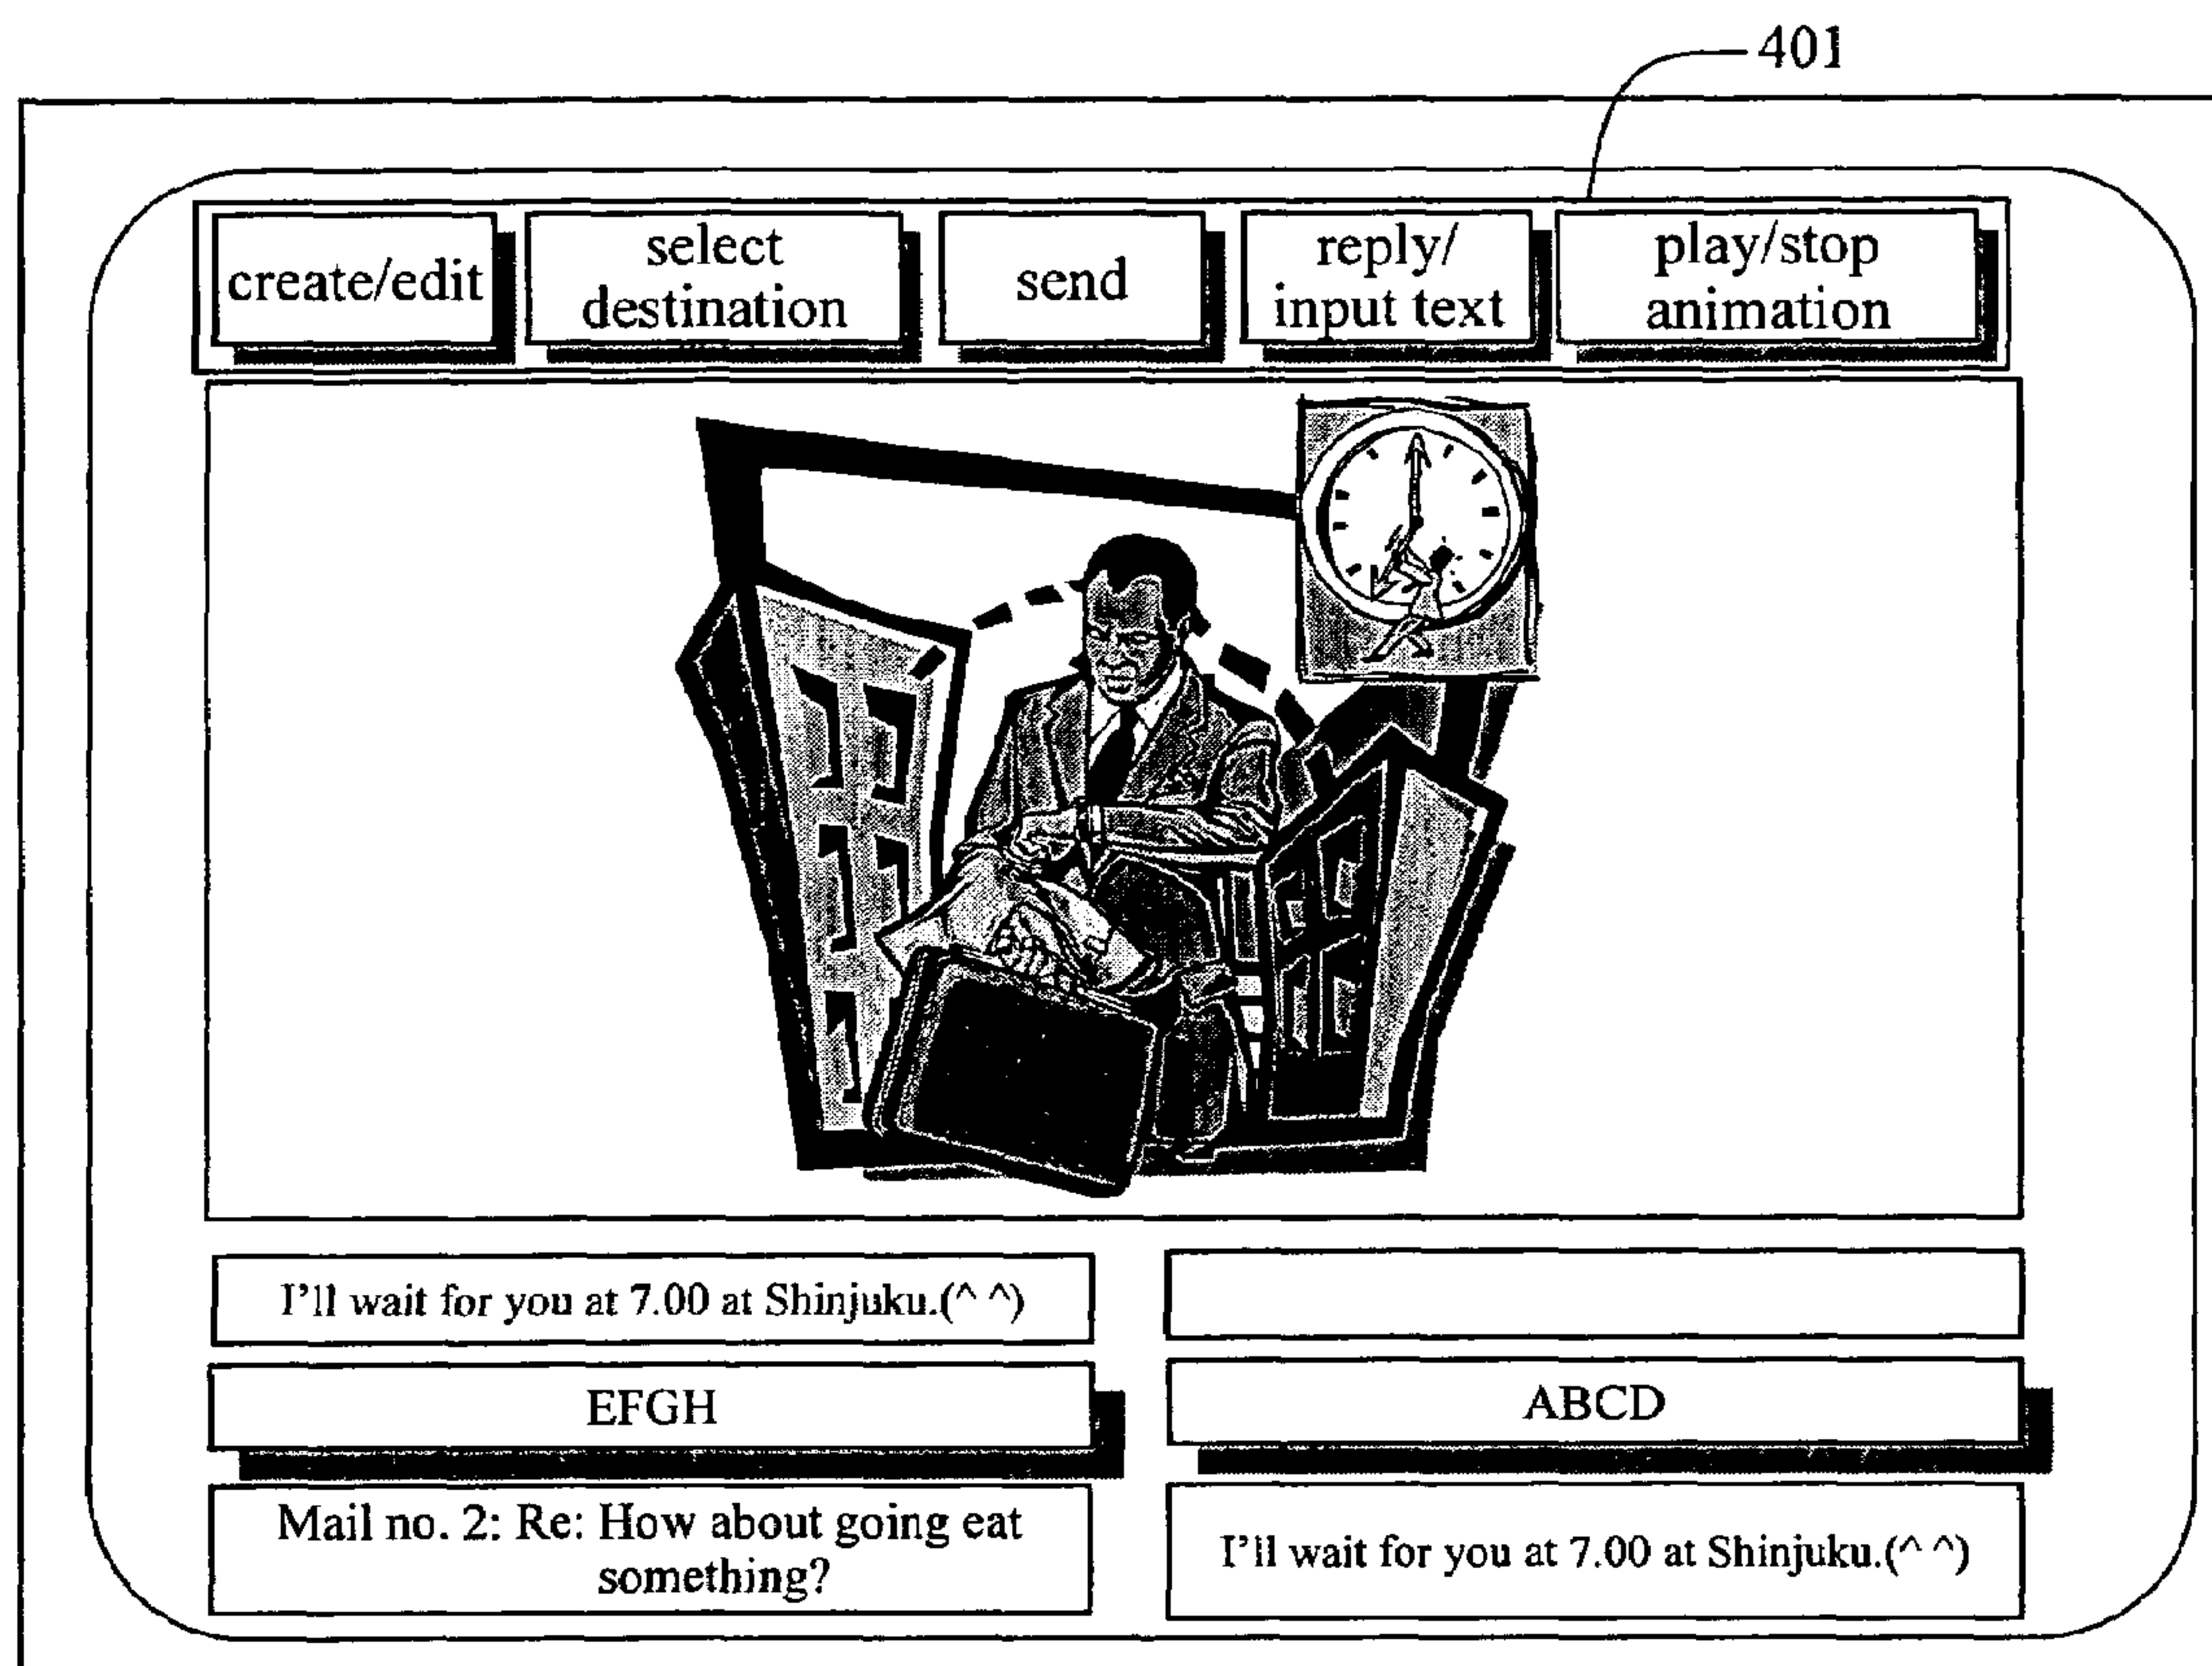 401
create/edit
select
destination
send
reply/
input text
play/stop
animation
I'll wait for you at 7.00 at Shinjuku.(^ ^)
EFGH
ABCD
Mail no. 2: Re: How about going eat
something?
I'll wait for you at 7.00 at Shinjuku.(^ ^)